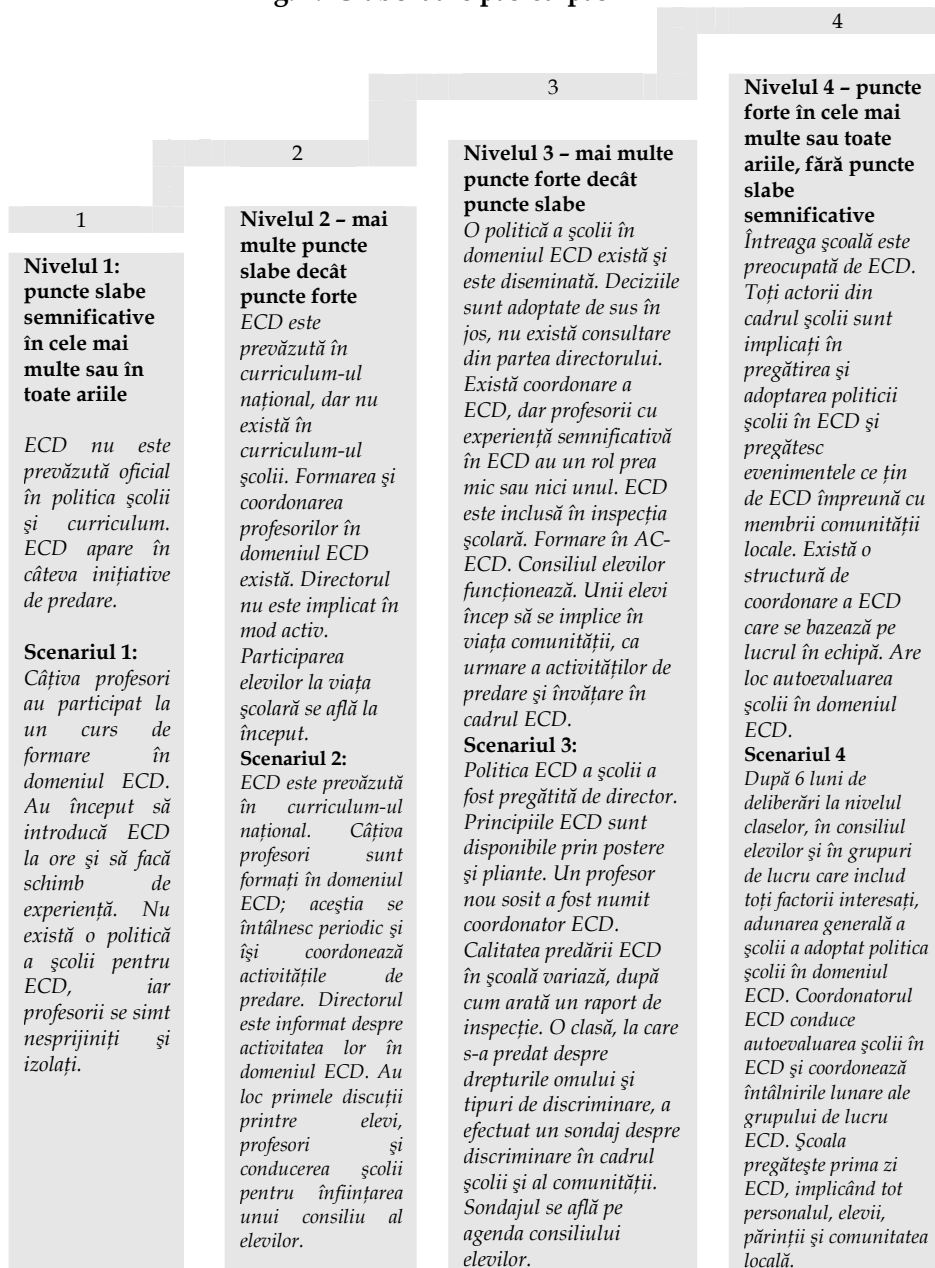 4
3
2
1
Nivelul 1:
puncte slabe
semnificative
în cele mai
multe sau în
toate ariile
ECD nu este
prevăzută oficial
în politica şcolii
şi curriculum.
ECD apare în
câteva iniţiative
de predare.
Scenariul 1:
Câţiva profesori
au participat la
un curs de
formare în
domeniul ECD.
Au început să
introducă ECD
la ore şi să facă
schimb de
experienţă. Nu
există o politică
a şcolii pentru
ECD, iar
profesorii se simt
nesprijiniţi şi
izolaţi.
Nivelul 2 – mai
multe puncte
slabe decât
puncte forte
ECD este
prevăzută în
curriculum-ul
naţional, dar nu
există în
curriculum-ul
şcolii. Formarea şi
coordonarea
profesorilor în
domeniul ECD
există. Directorul
nu este implicat în
mod activ.
Participarea
elevilor la viaţa
şcolară se află la
început.
Scenariul 2:
ECD este prevăzută
în curriculum-ul
naţional. Câţiva
profesori sunt
formaţi în domeniul
ECD; aceştia se
întâlnesc periodic şi
îşi coordonează
activităţile de
predare. Directorul
este informat despre
activitatea lor în
domeniul ECD. Au
loc primele discuţii
printre elevi,
profesori şi
conducerea şcolii
pentru înfiinţarea
unui consiliu al
elevilor.
Nivelul 3 – mai multe
puncte forte decât
puncte slabe
O politică a şcolii în
domeniul ECD există şi
este diseminată. Deciziile
sunt adoptate de sus în
jos, nu există consultare
din partea directorului.
Există coordonare a
ECD, dar profesorii cu
experienţă semnificativă
în ECD au un rol prea
mic sau nici unul. ECD
este inclusă în inspecţia
şcolară. Formare în AC-
ECD. Consiliul elevilor
funcţionează. Unii elevi
încep să se implice în
viaţa comunităţii, ca
urmare a activităţilor de
predare şi învăţare în
cadrul ECD.
Scenariul 3:
Politica ECD a şcolii a
fost pregătită de director.
Principiile ECD sunt
disponibile prin postere
şi pliante. Un profesor
nou sosit a fost numit
coordonator ECD.
Calitatea predării ECD
în şcoală variază, după
cum arată un raport de
inspecţie. O clasă, la care
s-a predat despre
drepturile omului şi
tipuri de discriminare, a
efectuat un sondaj despre
discriminare în cadrul
şcolii şi al comunităţii.
Sondajul se află pe
agenda consiliului
elevilor.
Nivelul 4 – puncte
forte în cele mai
multe sau toate
ariile, fără puncte
slabe
semnificative
Întreaga şcoală este
preocupată de ECD.
Toţi actorii din
cadrul şcolii sunt
implicaţi în
pregătirea şi
adoptarea politicii
şcolii în ECD şi
pregătesc
evenimentele ce ţin
de ECD împreună cu
membrii comunităţii
locale. Există o
structură de
coordonare a ECD
care se bazează pe
lucrul în echipă. Are
loc autoevaluarea
şcolii în domeniul
ECD.
Scenariul 4
După 6 luni de
deliberări la nivelul
claselor, în consiliul
elevilor şi în grupuri
de lucru care includ
toţi factorii interesaţi,
adunarea generală a
şcolii a adoptat politica
şcolii în domeniul
ECD. Coordonatorul
ECD conduce
autoevaluarea şcolii în
ECD şi coordonează
întâlnirile lunare ale
grupului de lucru
ECD. Şcoala
pregăteşte prima zi
ECD, implicând tot
personalul, elevii,
părinţii şi comunitatea
locală.